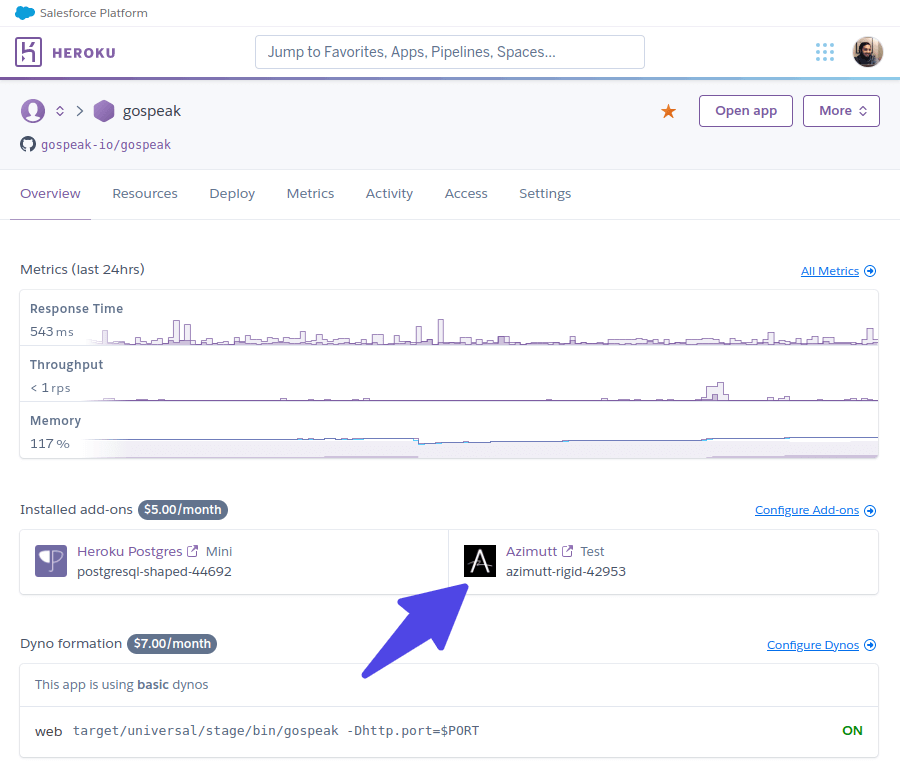 Salesforce Platform
HEROKU
Jump to Favorites, Apps, Pipelines, Spaces...
gospeak
Open app
More
gospeak-io/gospeak
Overview Resources Deploy Metrics Activity Access Settings
Metrics (last 24hrs)
All Metrics
Response Time
543 ms
Throughput
< 1 rps
Memory
117 %
Installed add-ons $5.00/month
Configure Add-ons
Heroku Postgres Mini
postgresql-shaped-44692
Azimutt Test
azimutt-rigid-42953
Dyno formation $7.00/month
Configure Dynos
This app is using basic dynos
web target/universal/stage/bin/gospeak -Dhttp.port=$PORT
ON